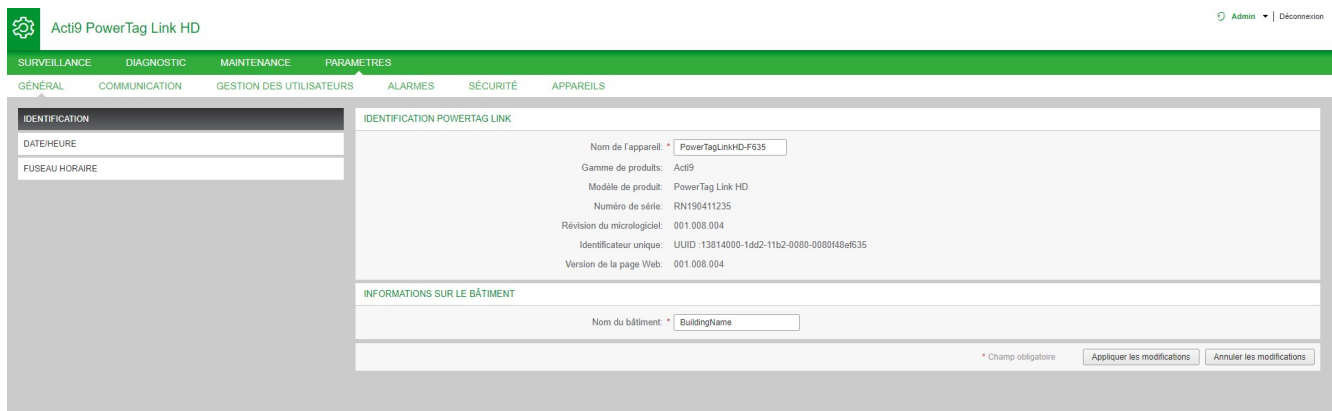 Acti9 PowerTag Link HD
Admin | Déconnexion
SURVEILLANCE DIAGNOSTIC MAINTENANCE PARAMETRES
GÉNÉRAL COMMUNICATION GESTION DES UTILISATEURS ALARMES SÉCURITÉ APPAREILS
IDENTIFICATION
DATE/HEURE
FUSEAU HORAIRE
IDENTIFICATION POWERTAG LINK
Nom de l'appareil: * PowerTagLinkHD-F635
Gamme de produits: Acti9
Modèle de produit: PowerTag Link HD
Numéro de série: RN190411235
Révision du micrologiciel: 001.008.004
Identificateur unique: UUID :13814000-1dd2-11b2-0080-0080f48ef635
Version de la page Web: 001.008.004
INFORMATIONS SUR LE BÂTIMENT
Nom du bâtiment: * BuildingName
* Champ obligatoire Appliquer les modifications Annuler les modifications